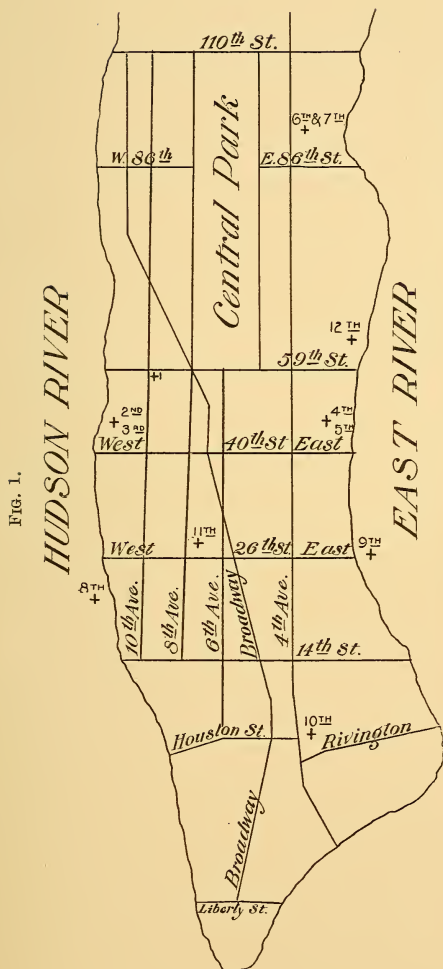 FIG. 1.
110th St.
6TH & 7TH
W. 86th
E. 86th St.
Central Park
HUDSON RIVER
EAST RIVER
12TH
59th St.
1
2ND
3RD
4TH
5TH
West 40th St East
11TH
9TH
West 26th St. East
8TH
10th Ave.
8th Ave.
6th Ave.
Broadway
4th Ave.
14th St.
10TH
Houston St.
Rivington
Broadway
Liberty St.